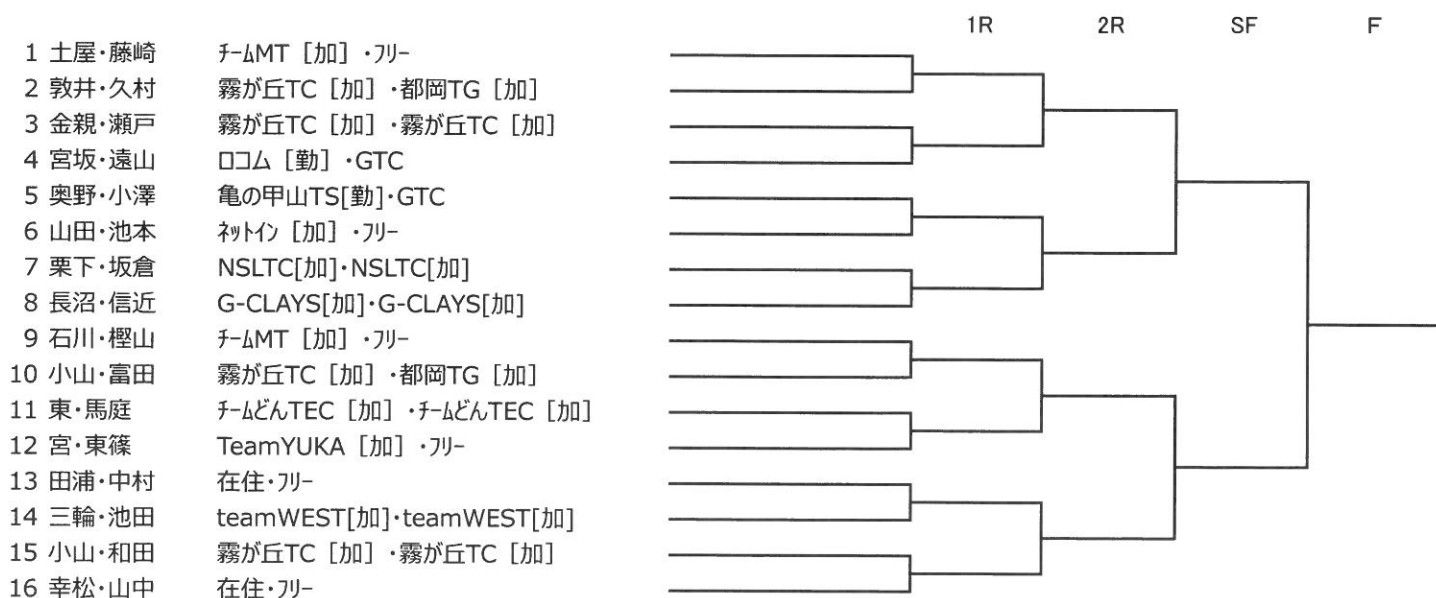 1R 2R SF F
1 土屋・藤崎 ﾁｰﾑMT［加］・ﾌﾘｰ
2 敦井・久村 霧が丘TC［加］・都岡TG［加］
3 金親・瀬戸 霧が丘TC［加］・霧が丘TC［加］
4 宮坂・遠山 ﾛｺﾑ［勤］・GTC
5 奥野・小澤 亀の甲山TS[勤]・GTC
6 山田・池本 ﾈｯﾄｲﾝ［加］・ﾌﾘｰ
7 栗下・坂倉 NSLTC[加]・NSLTC[加]
8 長沼・信近 G-CLAYS[加]・G-CLAYS[加]
9 石川・樫山 ﾁｰﾑMT［加］・ﾌﾘｰ
10 小山・富田 霧が丘TC［加］・都岡TG［加］
11 東・馬庭 ﾁｰﾑどんTEC［加］・ﾁｰﾑどんTEC［加］
12 宮・東篠 TeamYUKA［加］・ﾌﾘｰ
13 田浦・中村 在住・ﾌﾘｰ
14 三輪・池田 teamWEST[加]・teamWEST[加]
15 小山・和田 霧が丘TC［加］・霧が丘TC［加］
16 幸松・山中 在住・ﾌﾘｰ